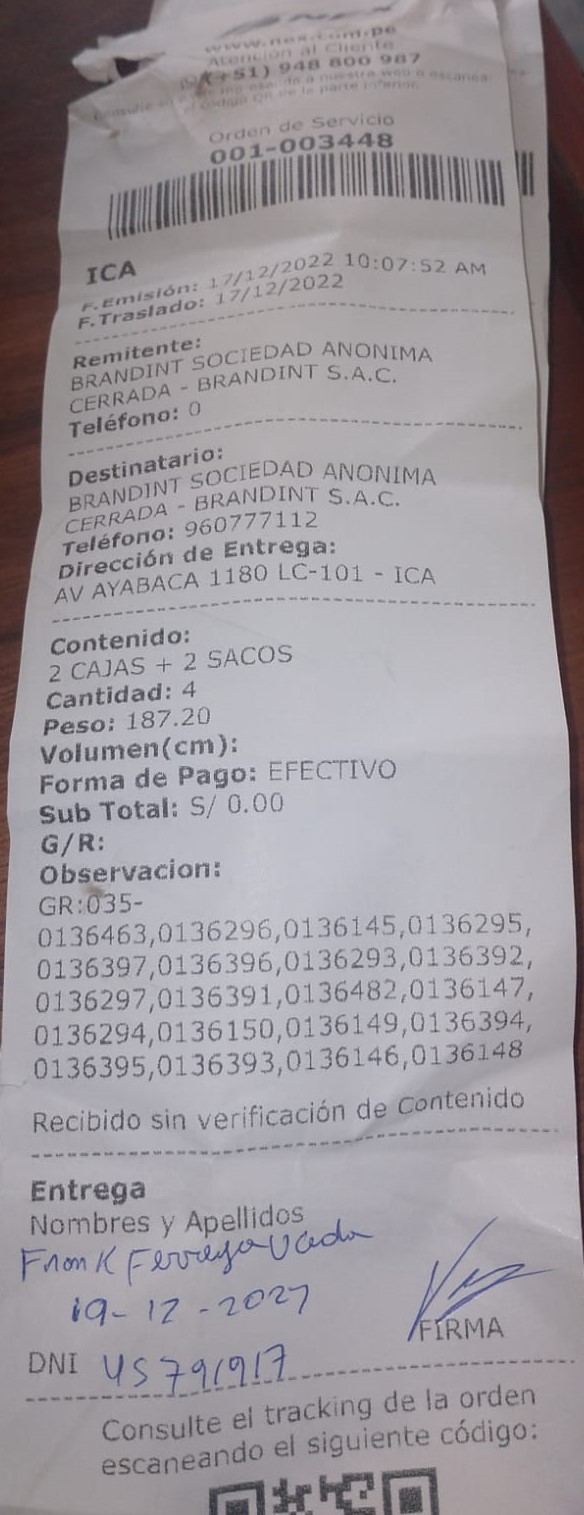 www.nex.com.pe
Atención al Cliente
(+51) 948 800 987
Orden de Servicio
001-003448
ICA
F.Emisión: 17/12/2022 10:07:52 AM
F.Traslado: 17/12/2022
Remitente:
BRANDINT SOCIEDAD ANONIMA
CERRADA - BRANDINT S.A.C.
Teléfono: 0
Destinatario:
BRANDINT SOCIEDAD ANONIMA
CERRADA - BRANDINT S.A.C.
Teléfono: 960777112
Dirección de Entrega:
AV AYABACA 1180 LC-101 - ICA
Contenido:
2 CAJAS + 2 SACOS
Cantidad: 4
Peso: 187.20
Volumen(cm):
Forma de Pago: EFECTIVO
Sub Total: S/ 0.00
G/R:
Observacion:
GR:035-
0136463,0136296,0136145,0136295,
0136397,0136396,0136293,0136392,
0136297,0136391,0136482,0136147,
0136294,0136150,0136149,0136394,
0136395,0136393,0136146,0136148
Recibido sin verificación de Contenido
Entrega
Nombres y Apellidos
Frank
19-12-2022
FIRMA
DNI 45791917
Consulte el tracking de la orden
escaneando el siguiente código: